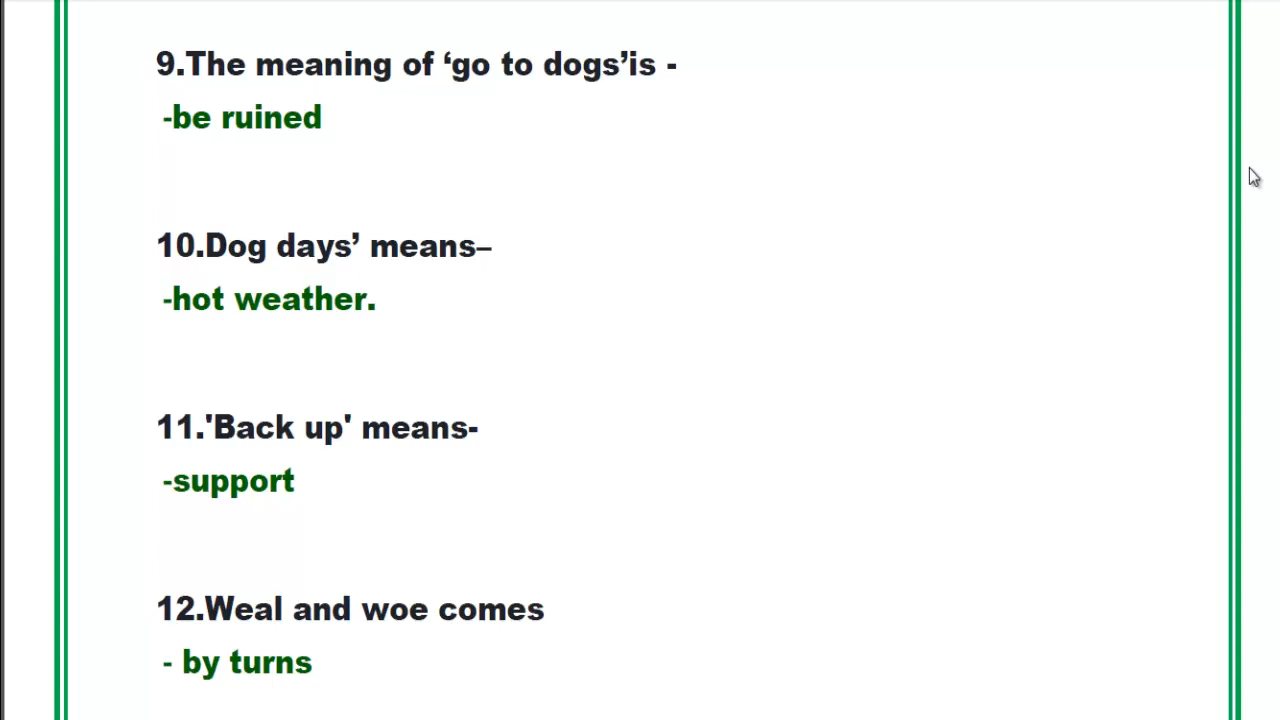 9.The meaning of ‘go to dogs’is -
-be ruined
10.Dog days’ means–
-hot weather.
11.'Back up' means-
-support
12.Weal and woe comes
- by turns